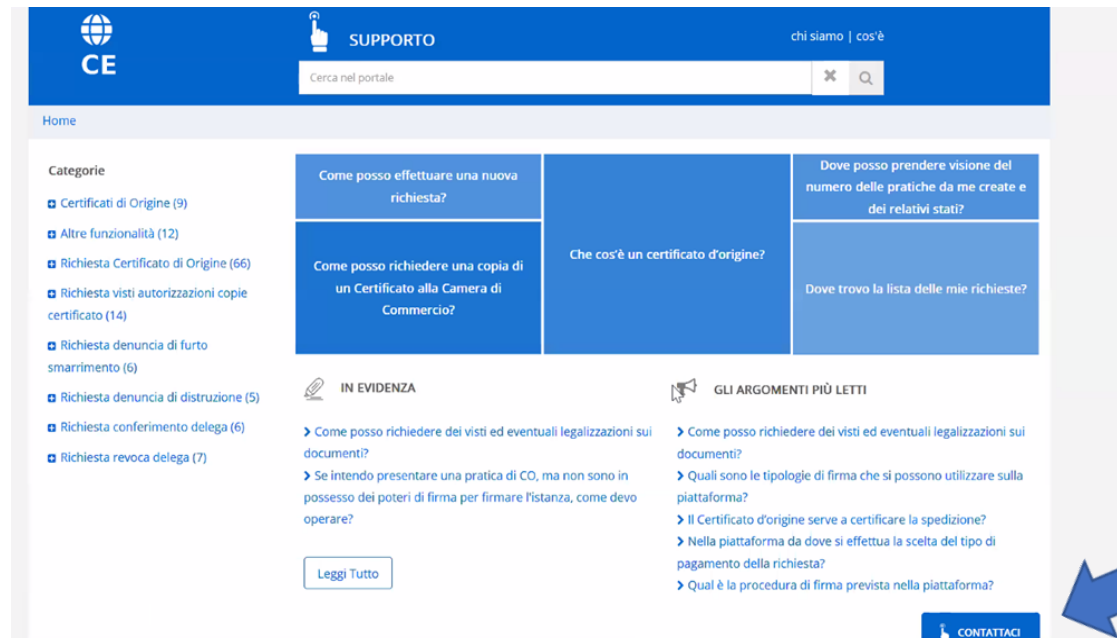 CE
SUPPORTO
chi siamo | cos'è
Cerca nel portale
Home
Categorie
Certificati di Origine (9)
Altre funzionalità (12)
Richiesta Certificato di Origine (66)
Richiesta visti autorizzazioni copie
certificato (14)
Richiesta denuncia di furto
smarrimento (6)
Richiesta denuncia di distruzione (5)
Richiesta conferimento delega (6)
Richiesta revoca delega (7)
Come posso effettuare una nuova
richiesta?
Come posso richiedere una copia di
un Certificato alla Camera di
Commercio?
Che cos'è un certificato d'origine?
Dove posso prendere visione del
numero delle pratiche da me create e
dei relativi stati?
Dove trovo la lista delle mie richieste?
IN EVIDENZA
Come posso richiedere dei visti ed eventuali legalizzazioni sui
documenti?
Se intendo presentare una pratica di CO, ma non sono in
possesso dei poteri di firma per firmare l'istanza, come devo
operare?
Leggi Tutto
GLI ARGOMENTI PIÙ LETTI
Come posso richiedere dei visti ed eventuali legalizzazioni sui
documenti?
Quali sono le tipologie di firma che si possono utilizzare sulla
piattaforma?
Il Certificato d'origine serve a certificare la spedizione?
Nella piattaforma da dove si effettua la scelta del tipo di
pagamento della richiesta?
Qual è la procedura di firma prevista nella piattaforma?
CONTATTACI